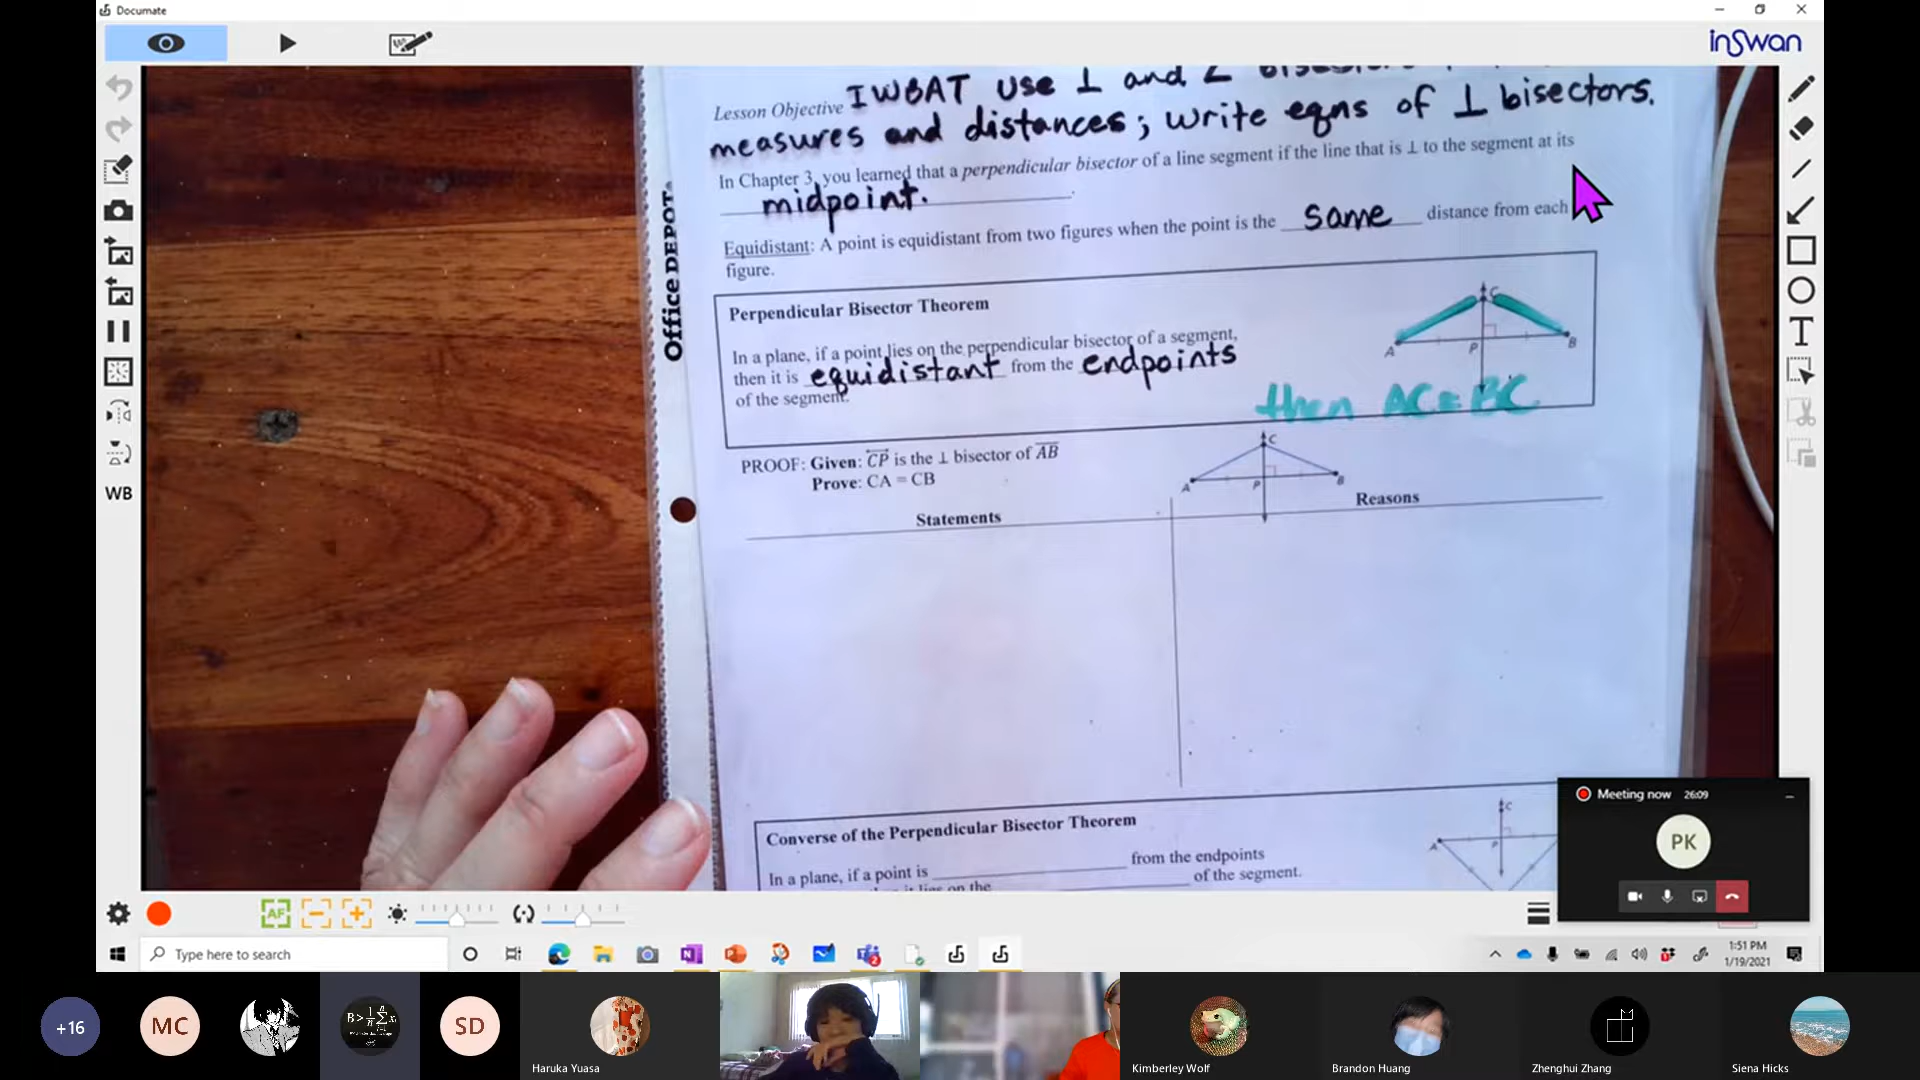 Documate
inSwan
Lesson Objective IWBAT use ⊥ and ∠
measures and distances; write eqns of ⊥ bisectors.
In Chapter 3, you learned that a perpendicular bisector of a line segment if the line that is ⊥ to the segment at its
midpoint.
Equidistant: A point is equidistant from two figures when the point is the same distance from each
figure.
Office DEPOT
Perpendicular Bisector Theorem
In a plane, if a point lies on the perpendicular bisector of a segment,
then it is equidistant from the endpoints
of the segment.
C
A
P
B
then AC = BC
PROOF: Given: CP is the ⊥ bisector of AB
Prove: CA = CB
C
A
P
B
Statements
Reasons
Converse of the Perpendicular Bisector Theorem
In a plane, if a point is from the endpoints
of the segment.
C
A
P
WB
T
Meeting now 26:09
PK
AF
Type here to search
1:51 PM
1/19/2021
+16
MC
SD
Haruka Yuasa
Kimberley Wolf
Brandon Huang
Zhenghui Zhang
Siena Hicks